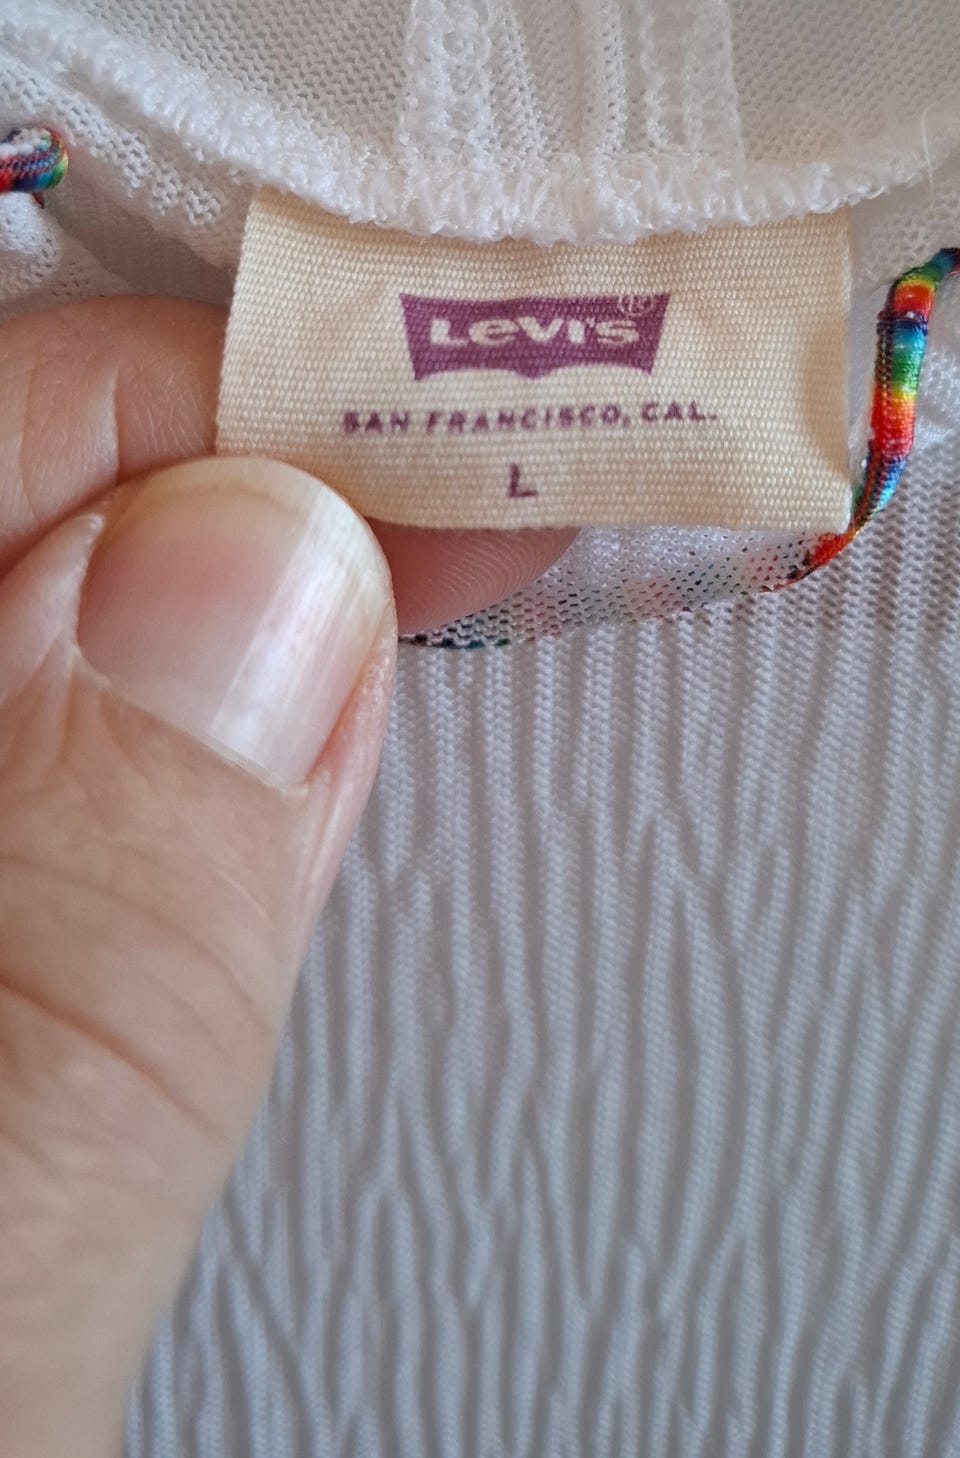 LEVI'S®
SAN FRANCISCO, CAL.
L